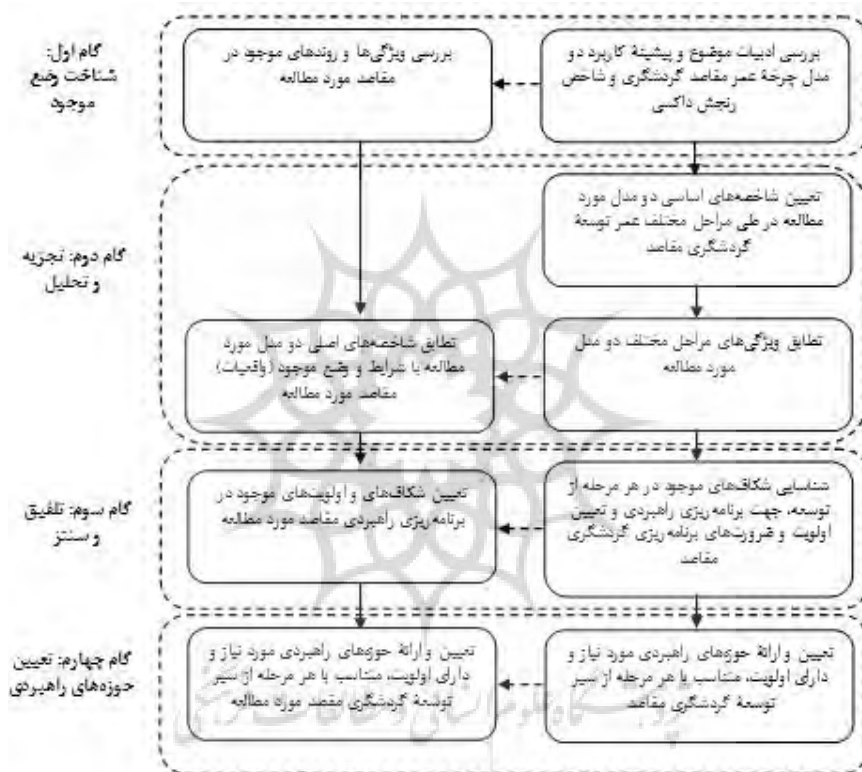 گام اول:
شناخت وضع
موجود
بررسی ادبیات موضوع و پیشینهٔ کاربرد دو
مدل چرخهٔ عمر مقاصد گردشگری و شاخص
رنجش داکسی
بررسی ویژگی‌ها و روندهای موجود در
مقاصد مورد مطالعه
گام دوم: تجزیه
و تحلیل
تعیین شاخصه‌های اساسی دو مدل مورد
مطالعه در طی مراحل مختلف عمر توسعهٔ
گردشگری مقاصد
تطابق ویژگی‌های مراحل مختلف دو مدل
مورد مطالعه
تطابق شاخصه‌های اصلی دو مدل مورد
مطالعه با شرایط و وضع موجود (واقعیات)
مقاصد مورد مطالعه
گام سوم: تلفیق
و سنتز
شناسایی شکاف‌های موجود در هر مرحله از
توسعه، جهت برنامه‌ریزی راهبردی و تعیین
اولویت و ضرورت‌های برنامه‌ریزی گردشگری
مقاصد
تعیین شکاف‌های و اولویت‌های موجود در
برنامه‌ریزی راهبردی مقاصد مورد مطالعه
گام چهارم: تعیین
حوزه‌های راهبردی
تعیین و ارائهٔ حوزه‌های راهبردی مورد نیاز و
دارای اولویت، متناسب با هر مرحله از سیر
توسعهٔ گردشگری مقاصد
تعیین و ارائهٔ حوزه‌های راهبردی مورد نیاز و
دارای اولویت، متناسب با هر مرحله از سیر
توسعهٔ گردشگری مقصد مورد مطالعه
پژوهشگاه علوم انسانی و مطالعات فرهنگی